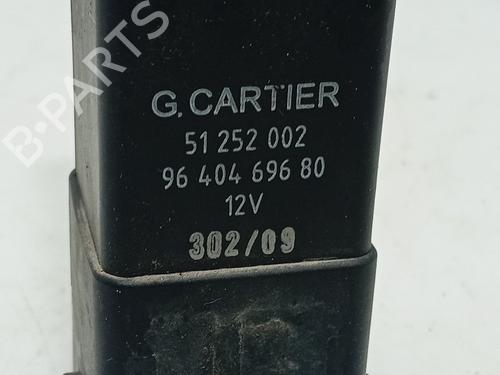 B-PARTS
G. CARTIER
51 252 002
96 404 696 80
12V
302/09